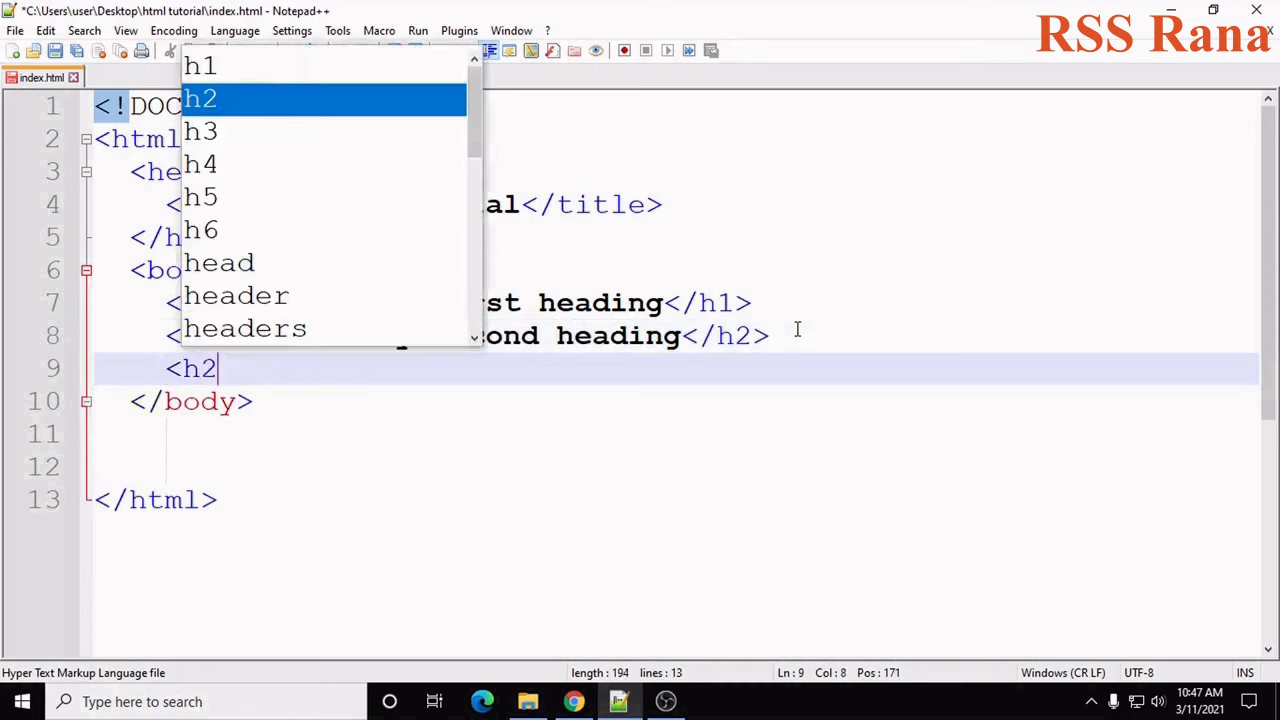 *C:\Users\user\Desktop\html tutorial\index.html - Notepad++
RSS Rana
File Edit Search View Encoding Language Settings Tools Macro Run Plugins Window ?
index.html
h1
h2
h3
h4
h5
h6
head
header
headers
1 <!DOC
2 <html
3 <he
4 < al</title>
5 </h
6 <bo
7 < st heading</h1>
8 < ond heading</h2>
9 <h2
10 </body>
11
12
13 </html>
Hyper Text Markup Language file length : 194 lines : 13 Ln : 9 Col : 8 Pos : 171 Windows (CR LF) UTF-8 INS
Type here to search
10:47 AM
3/11/2021